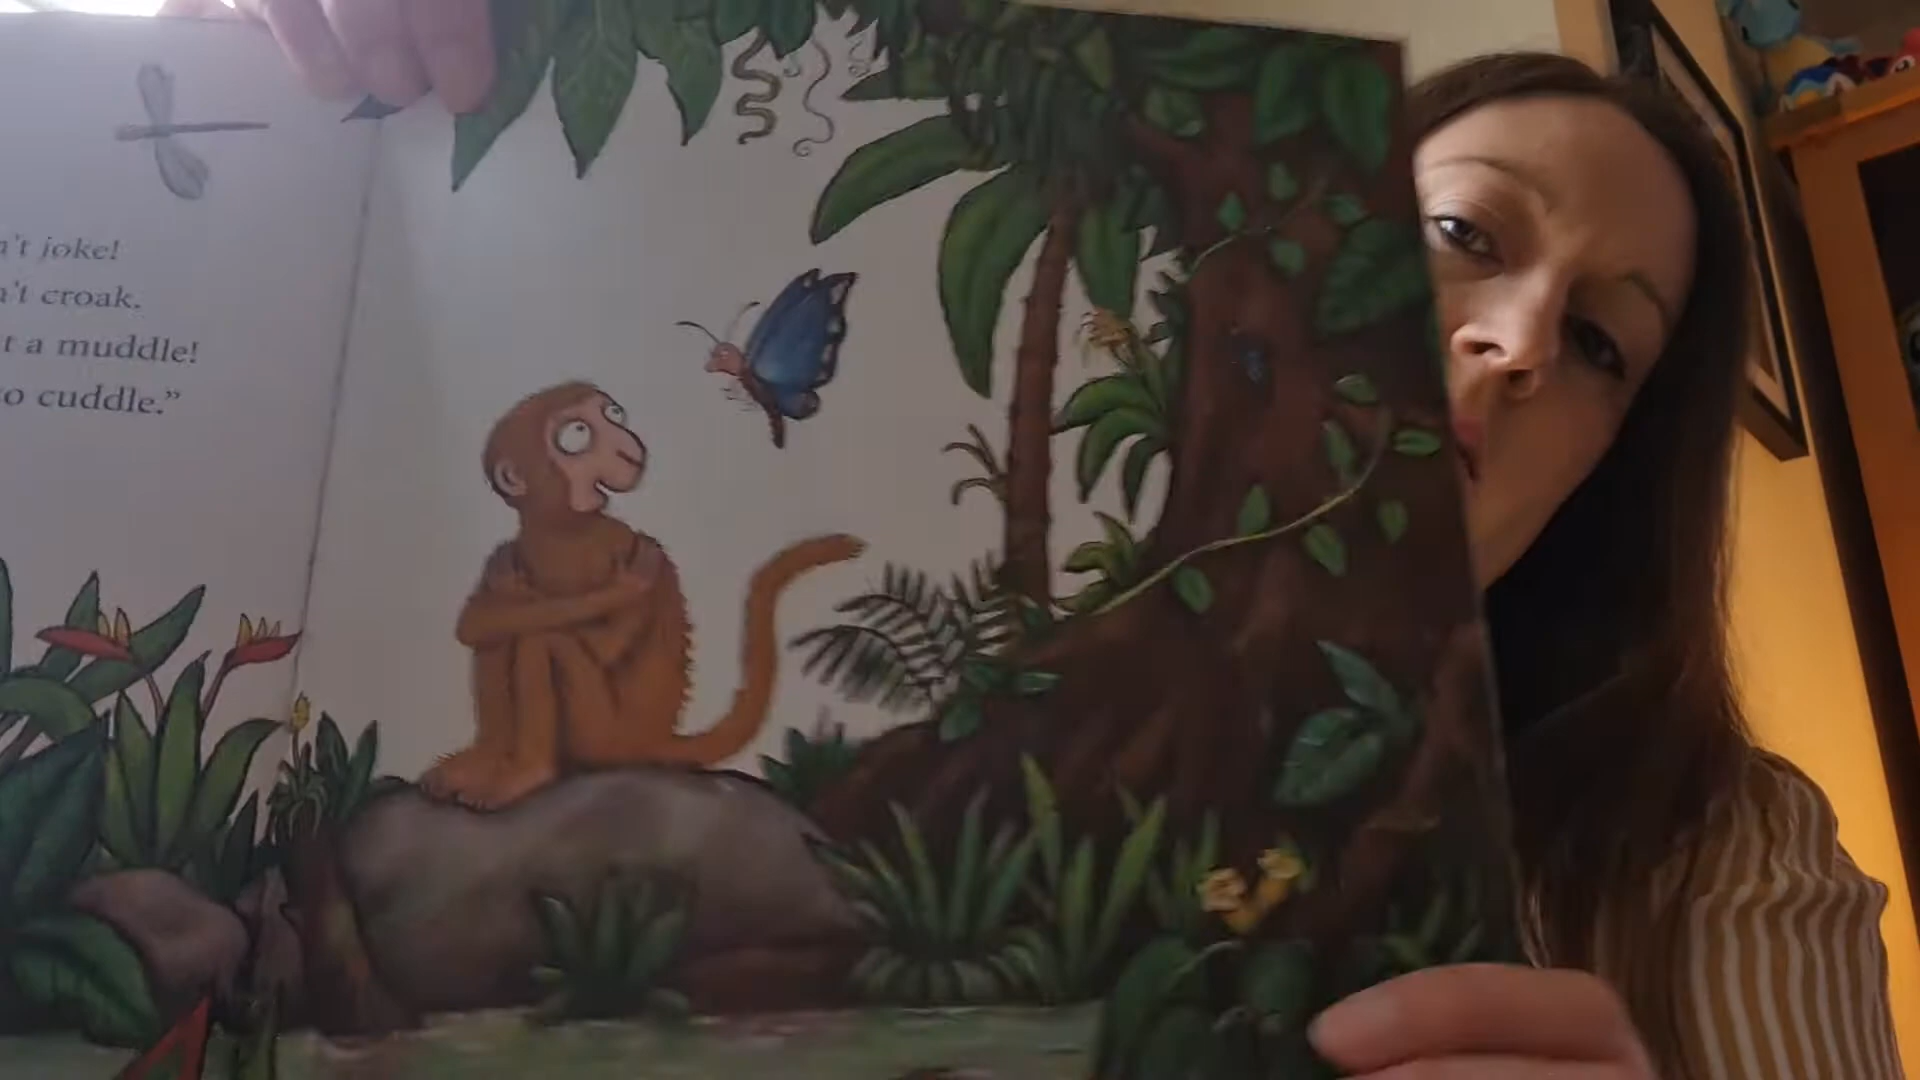 n't joke!
n't croak.
t a muddle!
o cuddle.”